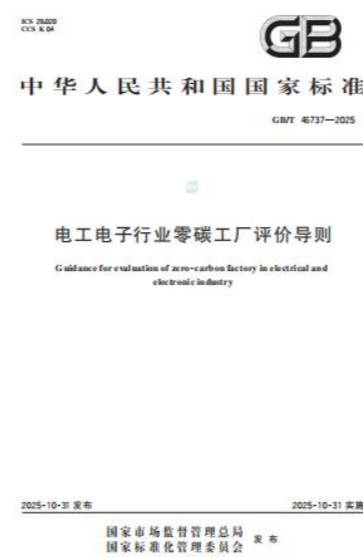 ICS 29.020
CCS K 04
GB
中华人民共和国国家标准
GB/T 46737—2025
电工电子行业零碳工厂评价导则
Guidance for evaluation of zero-carbon factory in electrical and
electronic industry
2025-10-31 发布
2025-10-31 实施
国家市场监督管理总局
国家标准化管理委员会
发布